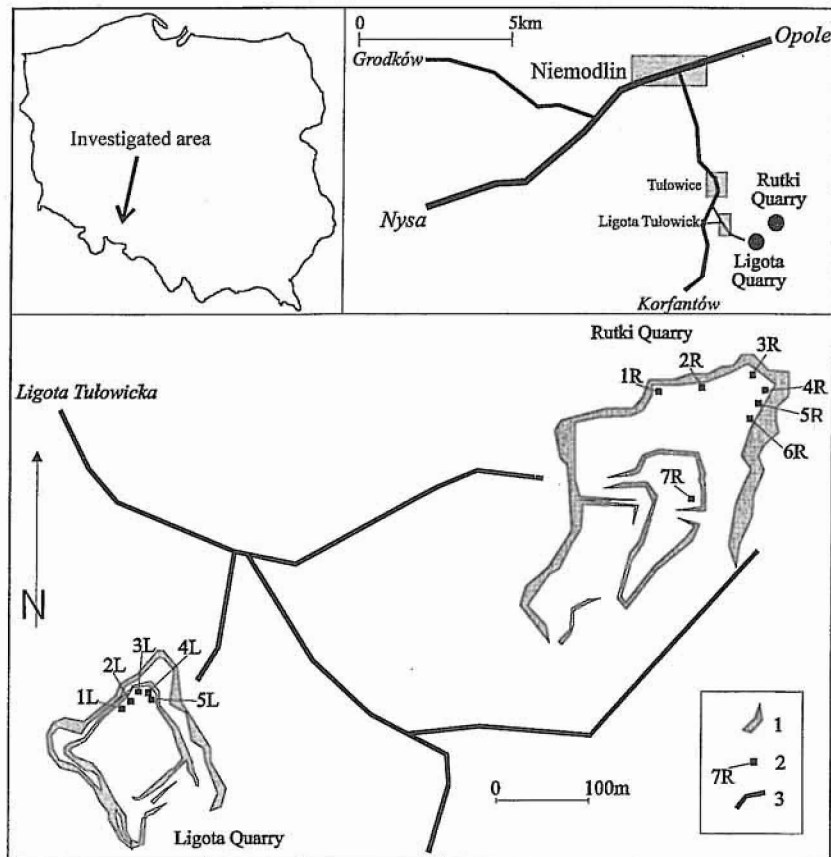 Investigated area
0
5km
Grodków
Niemodlin
Opole
Nysa
Tułowice
Rutki
Quarry
Ligota Tułowicka
Ligota
Quarry
Korfantów
Rutki Quarry
3R
2R
1R
4R
5R
6R
7R
Ligota Tułowicka
N
3L
4L
2L
1L
5L
Ligota Quarry
0
100m
1
2
7R
3